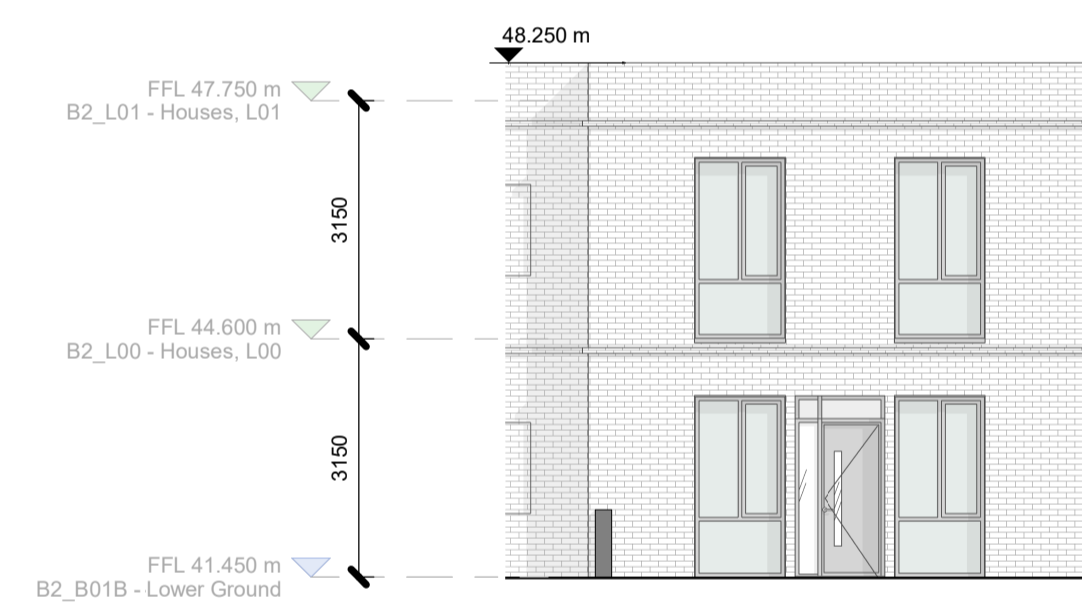 48.250 m
FFL 47.750 m
B2_L01 - Houses, L01
3150
FFL 44.600 m
B2_L00 - Houses, L00
3150
FFL 41.450 m
B2_B01B - Lower Ground